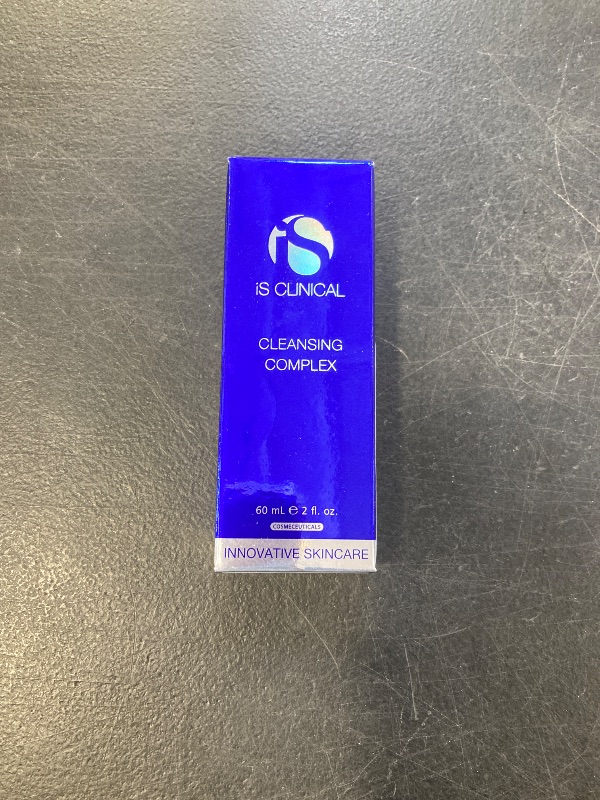 iS
iS CLINICAL
CLEANSING
COMPLEX
60 mL ℮ 2 fl. oz.
COSMECEUTICALS
INNOVATIVE SKINCARE